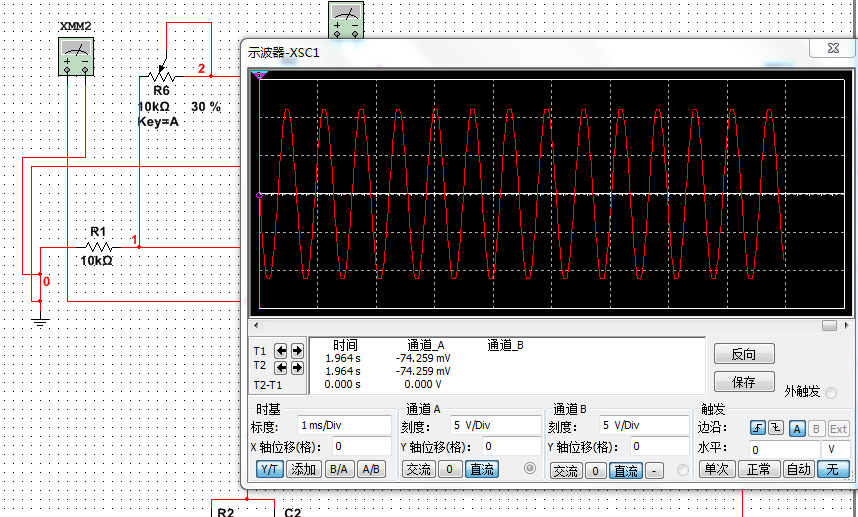 XMM2
示波器-XSC1
2
R6
10kΩ
30 %
Key=A
R1
1
10kΩ
0
时间
通道_A
通道_B
T1
1.964 s
-74.259 mV
T2
1.964 s
-74.259 mV
T2-T1
0.000 s
0.000 V
反向
保存
外触发
时基
标度:
1 ms/Div
X 轴位移(格):
0
Y/T
添加
B/A
A/B
通道 A
刻度:
5 V/Div
Y 轴位移(格):
0
交流
0
直流
通道 B
刻度:
5 V/Div
Y 轴位移(格):
0
交流
0
直流
-
触发
边沿:
A
B
Ext
水平:
0
V
单次
正常
自动
无
R2
C2